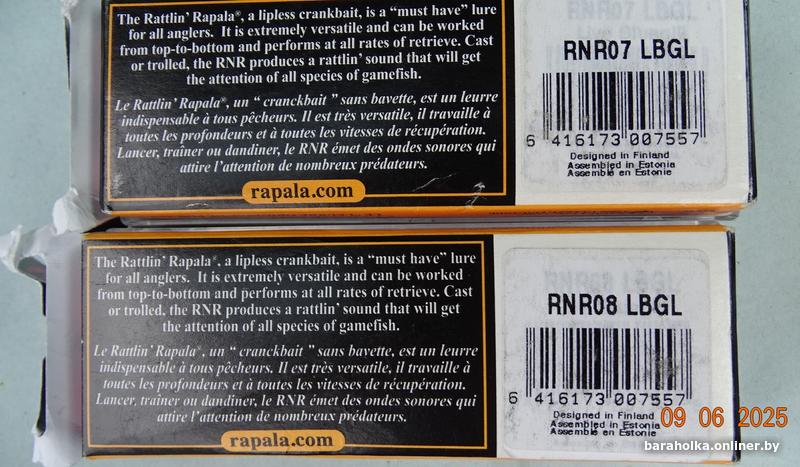 The Rattlin' Rapala®, a lipless crankbait, is a “must have” lure
for all anglers. It is extremely versatile and can be worked
from top-to-bottom and performs at all rates of retrieve. Cast
or trolled, the RNR produces a rattlin' sound that will get
the attention of all species of gamefish.
Le Rattlin' Rapala®, un “ cranckbait ” sans bavette, est un leurre
indispensable à tous pêcheurs. Il est très versatile, il travaille à
toutes les profondeurs et à toutes les vitesses de récupération.
Lancer, traîner ou dandiner, le RNR émet des ondes sonores qui
attire l'attention de nombreux prédateurs.
rapala.com
RNR07 LBGL
6 416173 007557
Designed in Finland
Assembled in Estonia
Assemblé en Estonie
The Rattlin' Rapala®, a lipless crankbait, is a “must have” lure
for all anglers. It is extremely versatile and can be worked
from top-to-bottom and performs at all rates of retrieve. Cast
or trolled, the RNR produces a rattlin' sound that will get
the attention of all species of gamefish.
Le Rattlin' Rapala®, un “ cranckbait ” sans bavette, est un leurre
indispensable à tous pêcheurs. Il est très versatile, il travaille à
toutes les profondeurs et à toutes les vitesses de récupération.
Lancer, traîner ou dandiner, le RNR émet des ondes sonores qui
attire l'attention de nombreux prédateurs.
rapala.com
RNR08 LBGL
6 416173 007557
Designed in Finland
Assembled in Estonia
Assemblé en Estonie
09 06 2025
baraholka.onliner.by